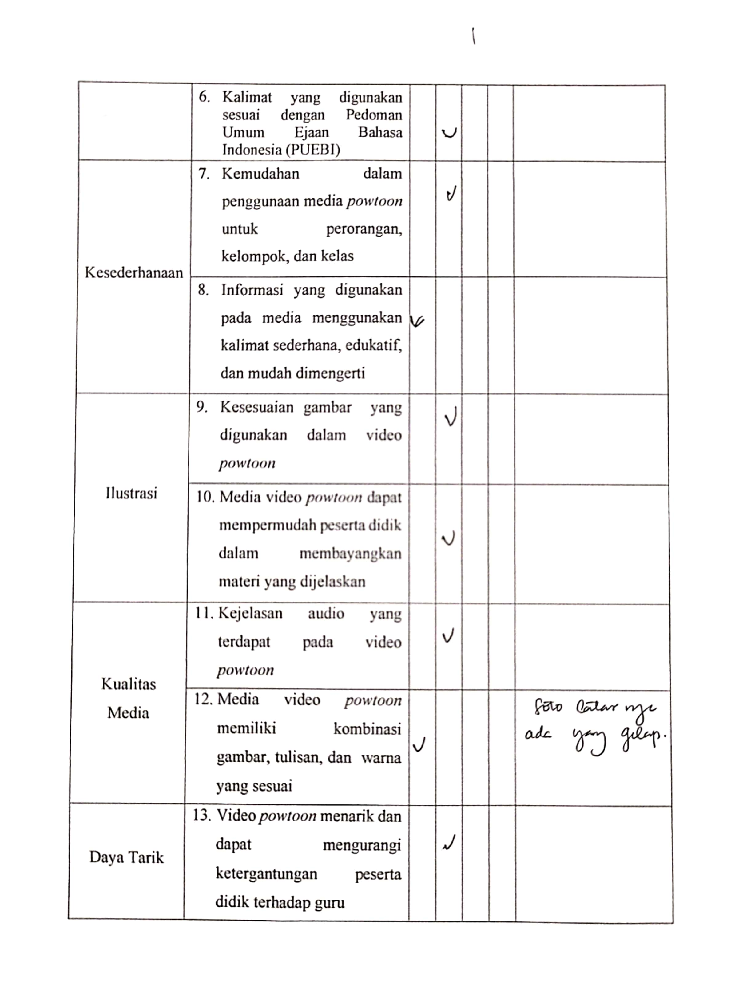 6. Kalimat yang digunakan
sesuai dengan Pedoman
Umum Ejaan Bahasa
Indonesia (PUEBI)
Kesederhanaan
7. Kemudahan dalam
penggunaan media powtoon
untuk perorangan,
kelompok, dan kelas
8. Informasi yang digunakan
pada media menggunakan
kalimat sederhana, edukatif,
dan mudah dimengerti
Ilustrasi
9. Kesesuaian gambar yang
digunakan dalam video
powtoon
10. Media video powtoon dapat
mempermudah peserta didik
dalam membayangkan
materi yang dijelaskan
Kualitas
Media
11. Kejelasan audio yang
terdapat pada video
powtoon
12. Media video powtoon
memiliki kombinasi
gambar, tulisan, dan warna
yang sesuai
foto latar nya
ada yang gelap.
Daya Tarik
13. Video powtoon menarik dan
dapat mengurangi
ketergantungan peserta
didik terhadap guru